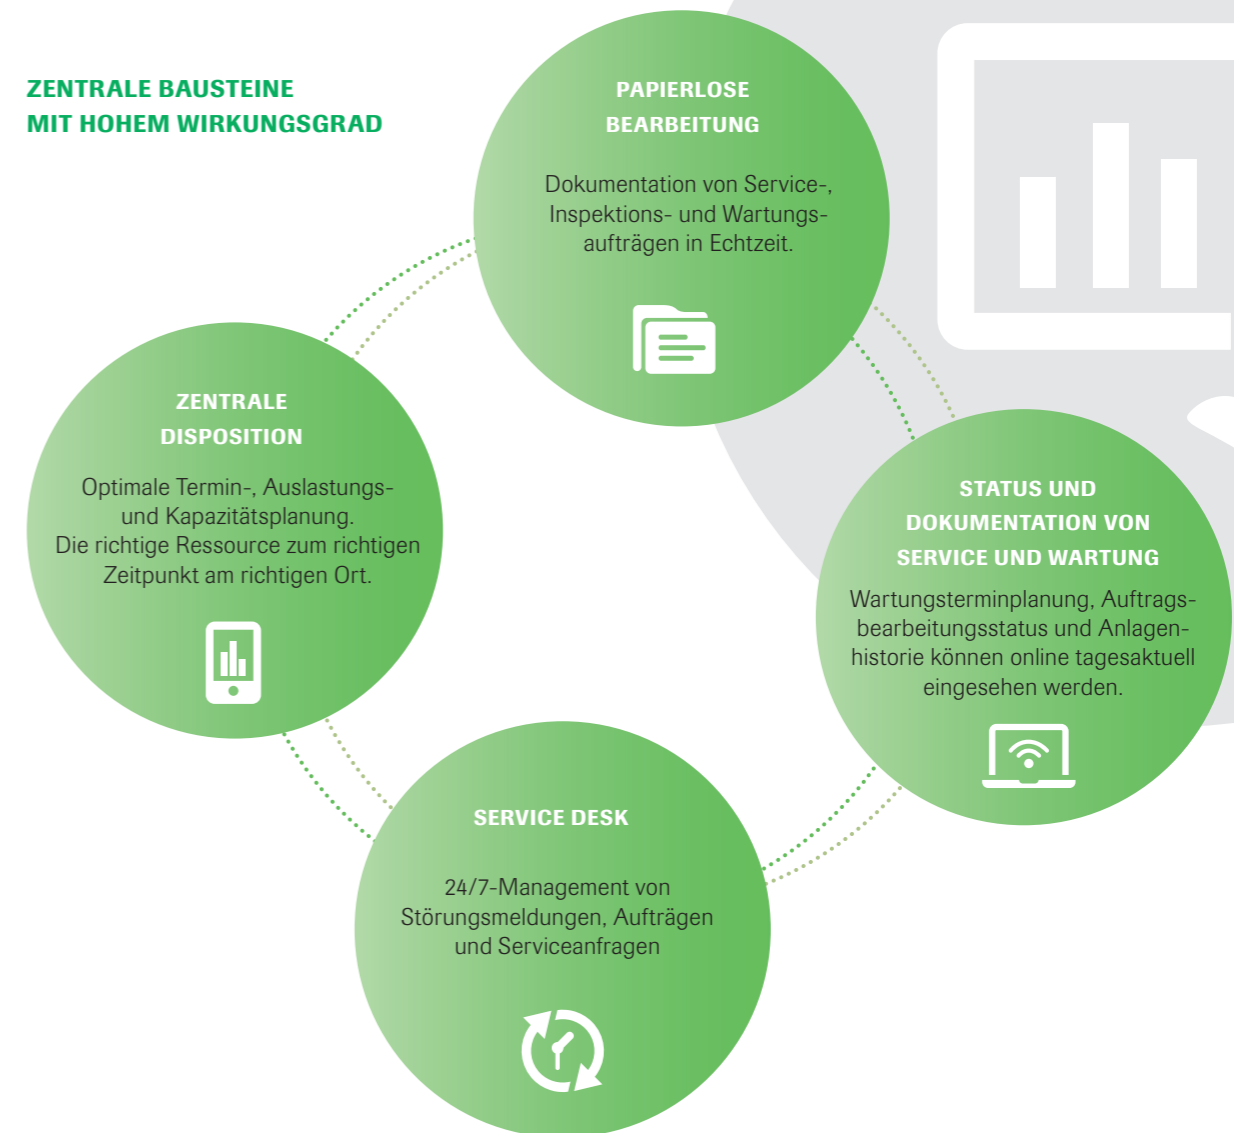 ZENTRALE BAUSTEINE
MIT HOHEM WIRKUNGSGRAD
PAPIERLOSE
BEARBEITUNG
Dokumentation von Service-,
Inspektions- und Wartungs-
aufträgen in Echtzeit.
ZENTRALE
DISPOSITION
Optimale Termin-, Auslastungs-
und Kapazitätsplanung.
Die richtige Ressource zum richtigen
Zeitpunkt am richtigen Ort.
STATUS UND
DOKUMENTATION VON
SERVICE UND WARTUNG
Wartungsterminplanung, Auftrags-
bearbeitungsstatus und Anlagen-
historie können online tagesaktuell
eingesehen werden.
SERVICE DESK
24/7-Management von
Störungsmeldungen, Aufträgen
und Serviceanfragen